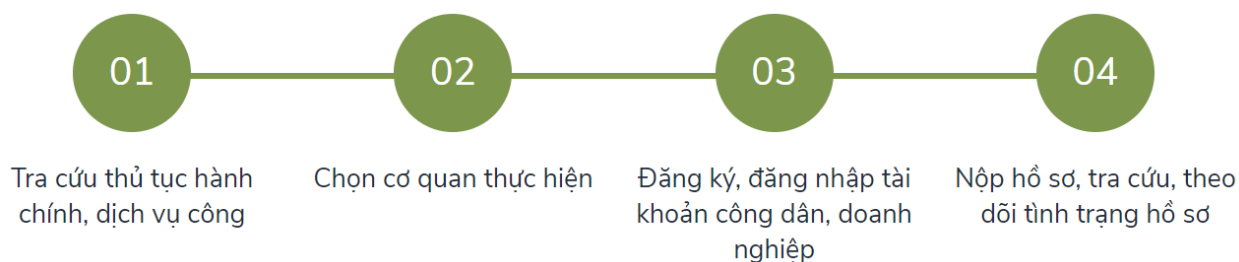 01
Tra cứu thủ tục hành
chính, dịch vụ công
02
Chọn cơ quan thực hiện
03
Đăng ký, đăng nhập tài
khoản công dân, doanh
nghiệp
04
Nộp hồ sơ, tra cứu, theo
dõi tình trạng hồ sơ